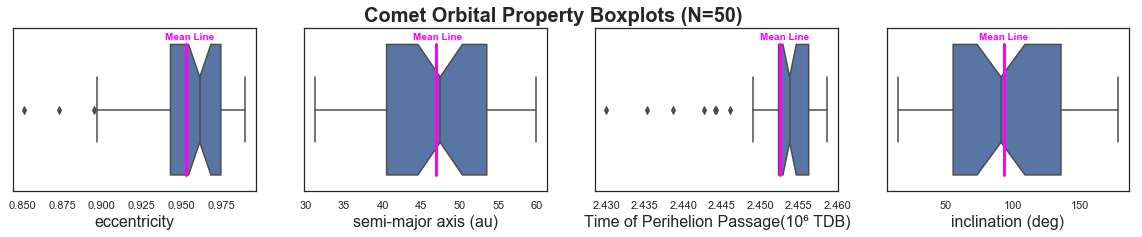 Comet Orbital Property Boxplots (N=50)
Mean Line
Mean Line
Mean Line
Mean Line
0.850 0.875 0.900 0.925 0.950 0.975
30 35 40 45 50 55 60
2.430 2.435 2.440 2.445 2.450 2.455 2.460
50 100 150
eccentricity
semi-major axis (au)
Time of Perihelion Passage(10⁶ TDB)
inclination (deg)